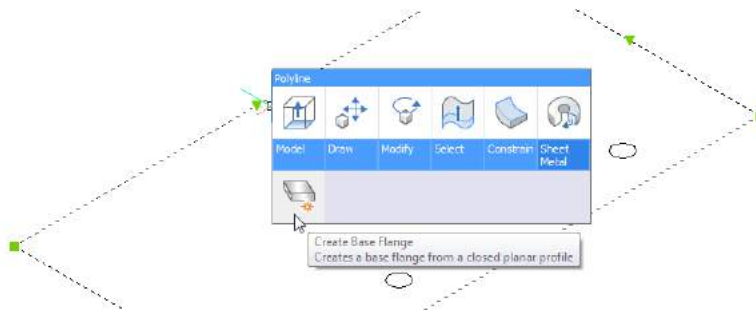 Polyline
Model Draw Modify Select Constrain Sheet Metal
Create Base Flange
Creates a base flange from a closed planar profile